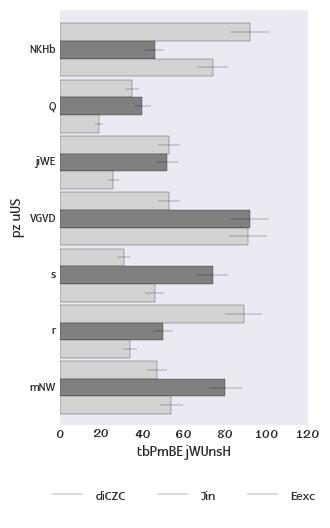 NKHb
Q
jiWE
VGVD
s
r
mNW
pz uUS
0 20 40 60 80 100 120
tbPmBE jWUnsH
diCZC Jin Eexc